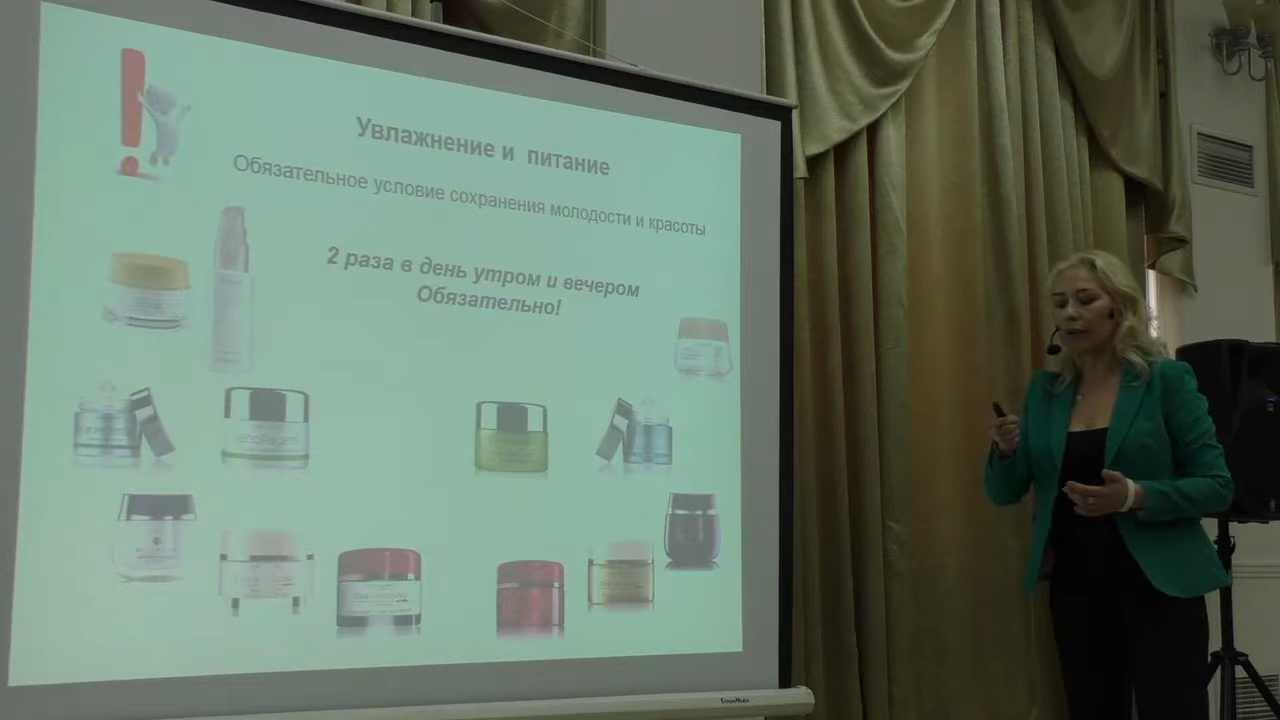 Увлажнение и питание
Обязательное условие сохранения молодости и красоты
2 раза в день утром и вечером
Обязательно!